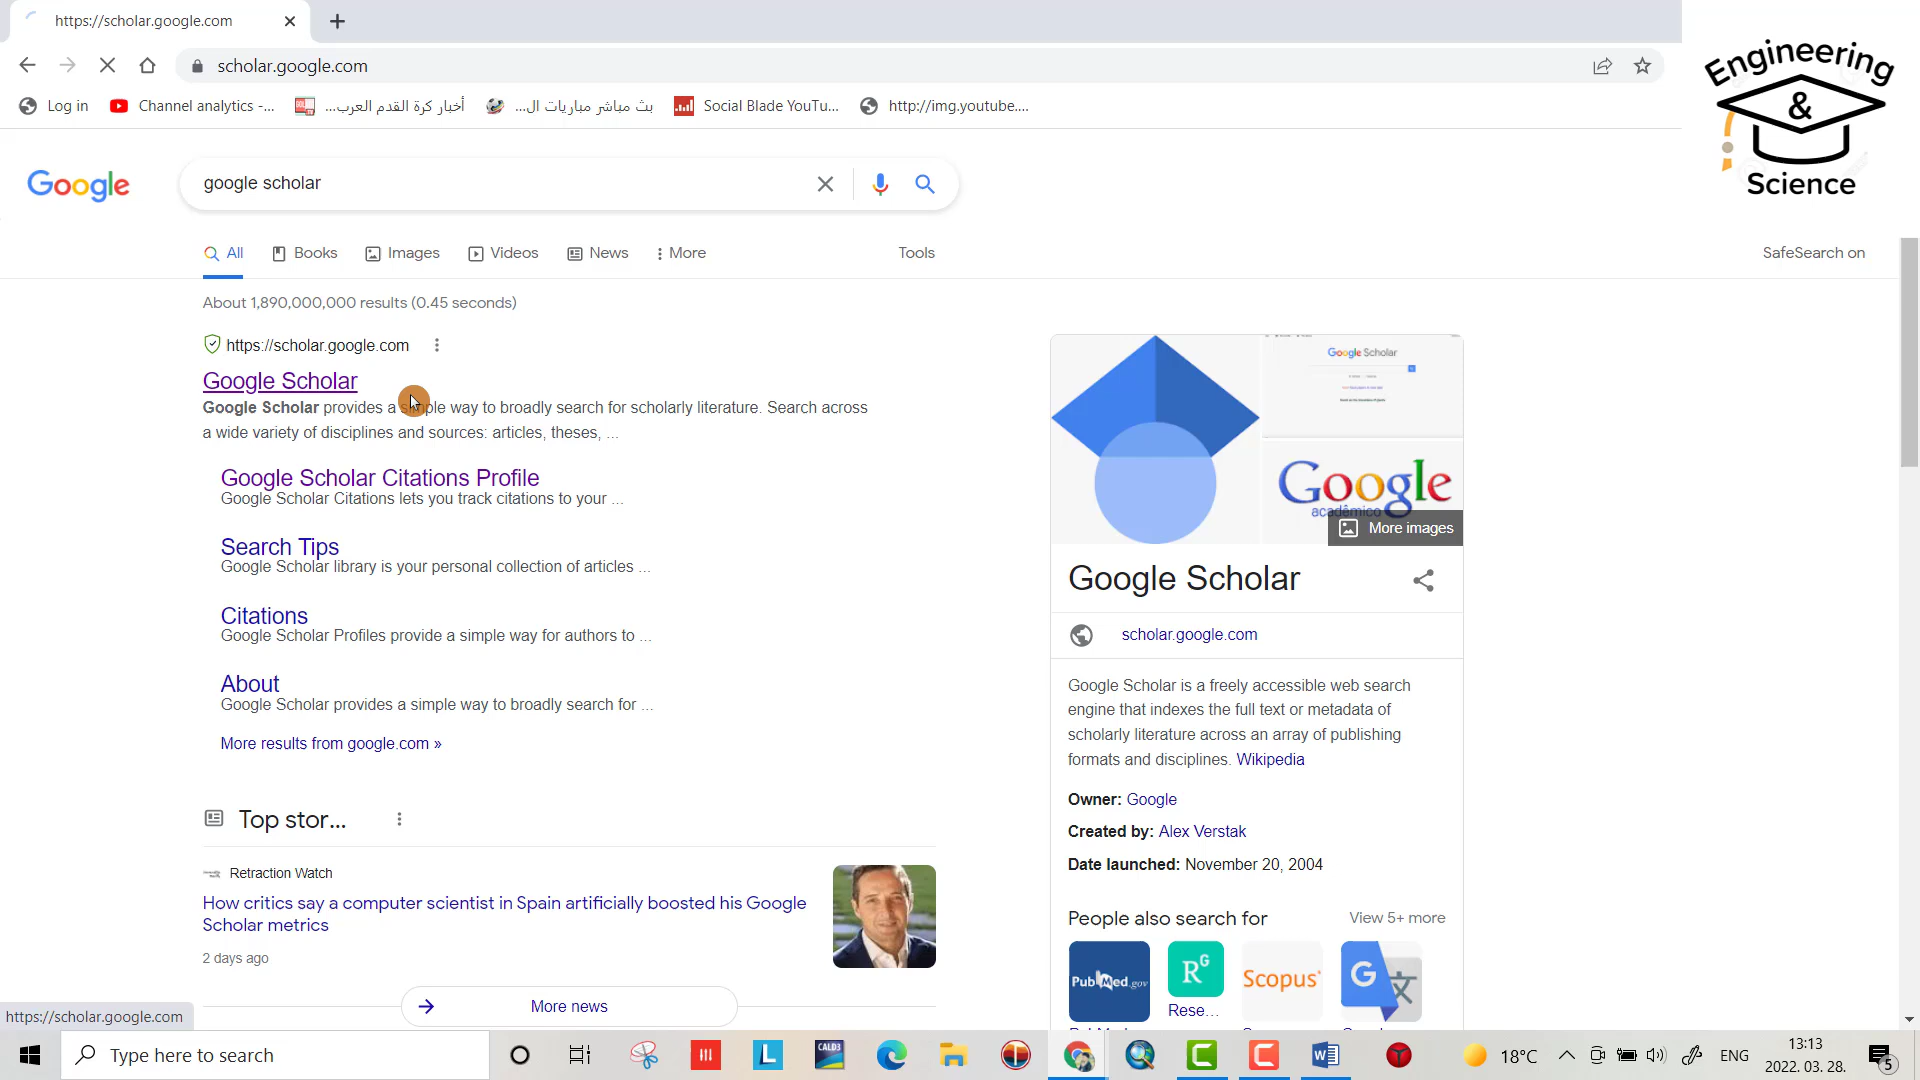 https://scholar.google.com
scholar.google.com
Log in
Channel analytics -...
أخبار كرة القدم العرب...
بث مباشر مباريات ال...
Social Blade YouTu...
http://img.youtube....
Engineering
&
Science
Google
google scholar
All
Books
Images
Videos
News
More
Tools
SafeSearch on
About 1,890,000,000 results (0.45 seconds)
https://scholar.google.com
Google Scholar
Google Scholar provides a simple way to broadly search for scholarly literature. Search across
a wide variety of disciplines and sources: articles, theses, ...
Google Scholar Citations Profile
Google Scholar Citations lets you track citations to your ...
Search Tips
Google Scholar library is your personal collection of articles ...
Citations
Google Scholar Profiles provide a simple way for authors to ...
About
Google Scholar provides a simple way to broadly search for ...
More results from google.com »
Top stor...
Retraction Watch
How critics say a computer scientist in Spain artificially boosted his Google
Scholar metrics
2 days ago
More news
Google Scholar
Google
acadêmico
More images
Google Scholar
scholar.google.com
Google Scholar is a freely accessible web search
engine that indexes the full text or metadata of
scholarly literature across an array of publishing
formats and disciplines. Wikipedia
Owner: Google
Created by: Alex Verstak
Date launched: November 20, 2004
People also search for
View 5+ more
PubMed.gov
RG
Scopus
G
Rese...
https://scholar.google.com
Type here to search
L
CALD3
18°C
ENG
13:13
2022. 03. 28.
5